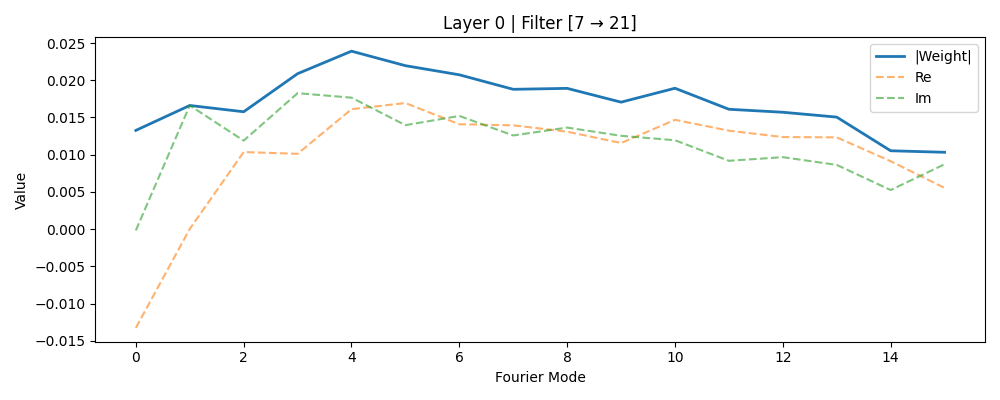 Layer 0 | Filter [7 → 21]
0.025
0.020
0.015
0.010
0.005
0.000
−0.005
−0.010
−0.015
Value
|Weight|
Re
Im
0 2 4 6 8 10 12 14
Fourier Mode